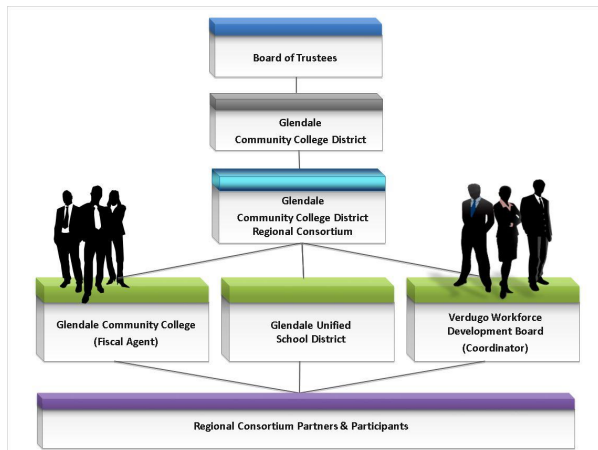 Board of Trustees
Glendale
Community College District
Glendale
Community College District
Regional Consortium
Glendale Community College
(Fiscal Agent)
Glendale Unified
School District
Verdugo Workforce
Development Board
(Coordinator)
Regional Consortium Partners & Participants